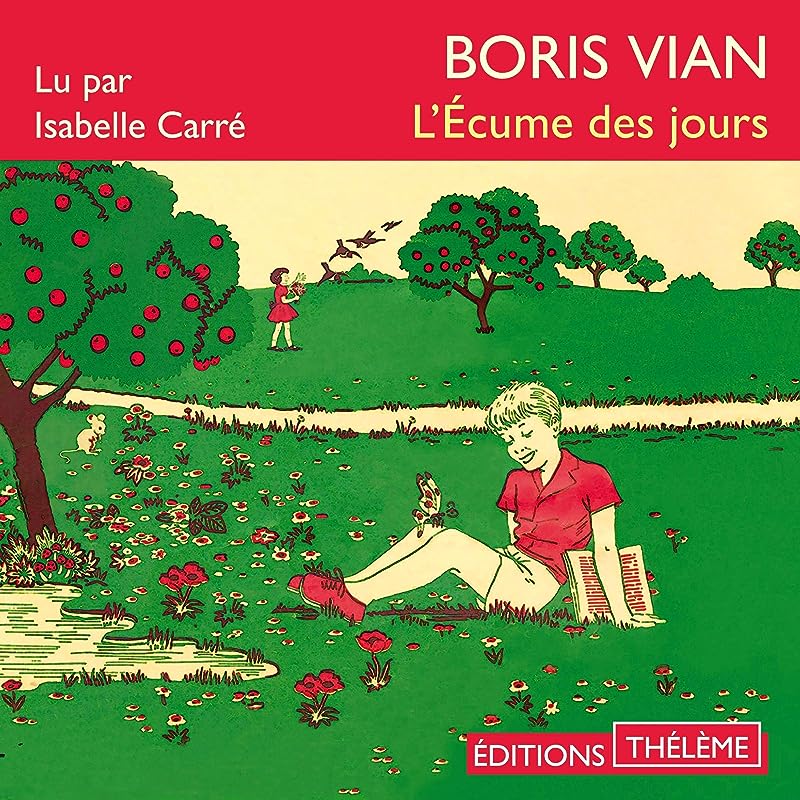 Lu par
Isabelle Carré
BORIS VIAN
L'Écume des jours
ÉDITIONS THÉLÈME